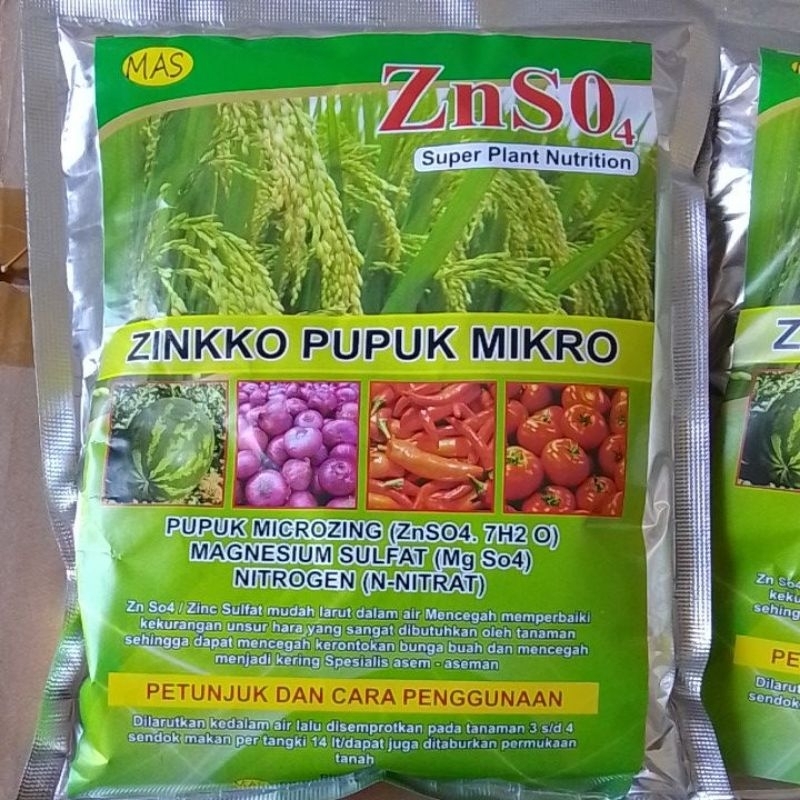 MAS
ZnS0₄
Super Plant Nutrition
ZINKKO PUPUK MIKRO
PUPUK MICROZING (ZnSO4. 7H2 O)
MAGNESIUM SULFAT (Mg So4)
NITROGEN (N-NITRAT)
Zn So4 / Zinc Sulfat mudah larut dalam air Mencegah memperbaiki
kekurangan unsur hara yang sangat dibutuhkan oleh tanaman
sehingga dapat mencegah kerontokan bunga buah dan mencegah
menjadi kering Spesialis asem - aseman
PETUNJUK DAN CARA PENGGUNAAN
Dilarutkan kedalam air lalu disemprotkan pada tanaman 3 s/d 4
sendok makan per tangki 14 lt/dapat juga ditaburkan permukaan
tanah
Zn So4